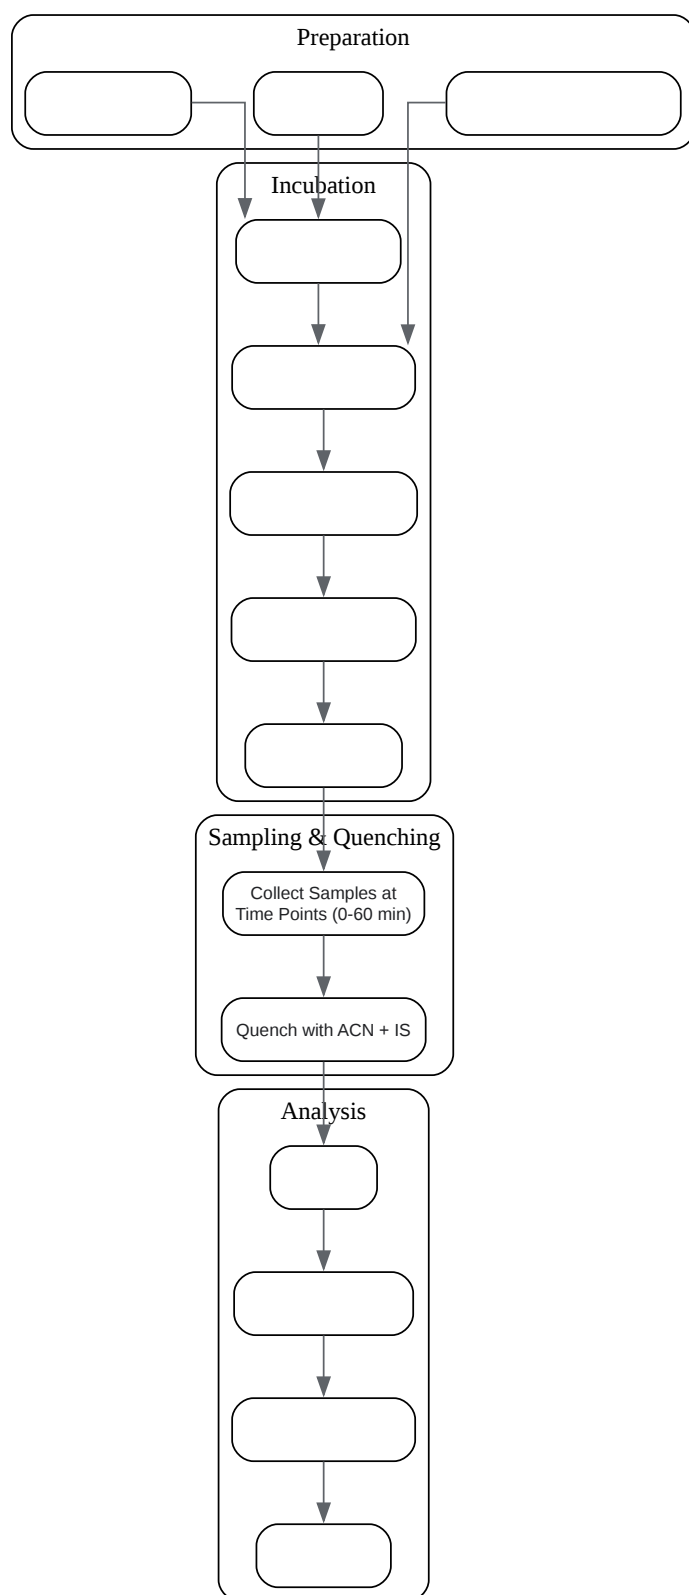 Preparation
Incubation
Sampling & Quenching
Collect Samples at
Time Points (0-60 min)
Quench with ACN + IS
Analysis